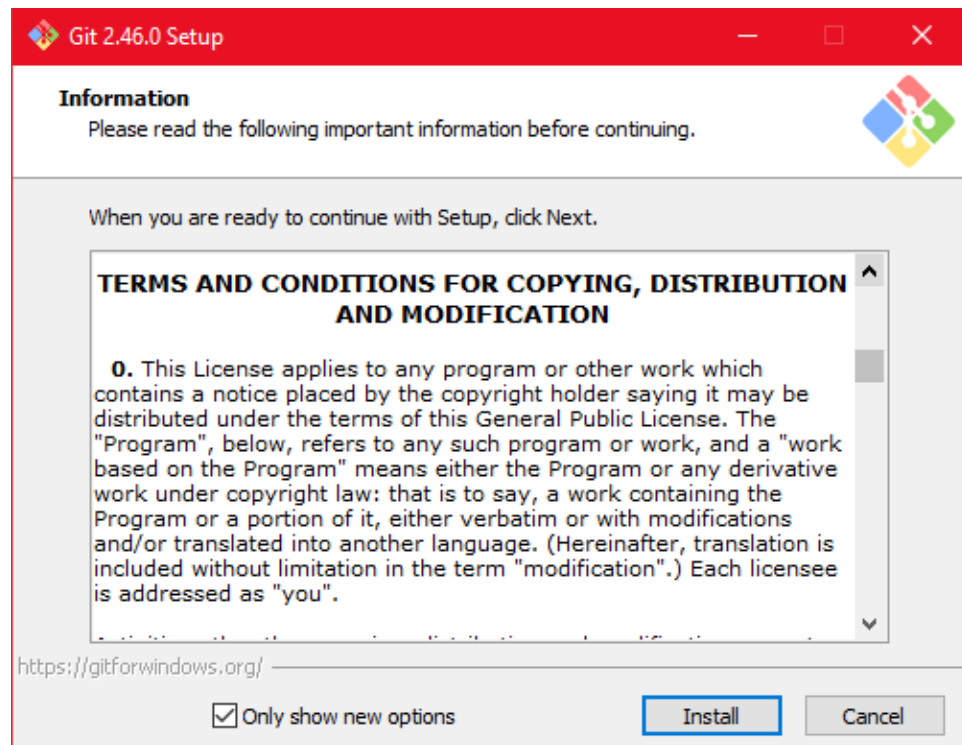 Git 2.46.0 Setup
Information
Please read the following important information before continuing.
When you are ready to continue with Setup, click Next.
TERMS AND CONDITIONS FOR COPYING, DISTRIBUTION
AND MODIFICATION
0. This License applies to any program or other work which
contains a notice placed by the copyright holder saying it may be
distributed under the terms of this General Public License. The
"Program", below, refers to any such program or work, and a "work
based on the Program" means either the Program or any derivative
work under copyright law: that is to say, a work containing the
Program or a portion of it, either verbatim or with modifications
and/or translated into another language. (Hereinafter, translation is
included without limitation in the term "modification".) Each licensee
is addressed as "you".
https://gitforwindows.org/
Only show new options
Install
Cancel